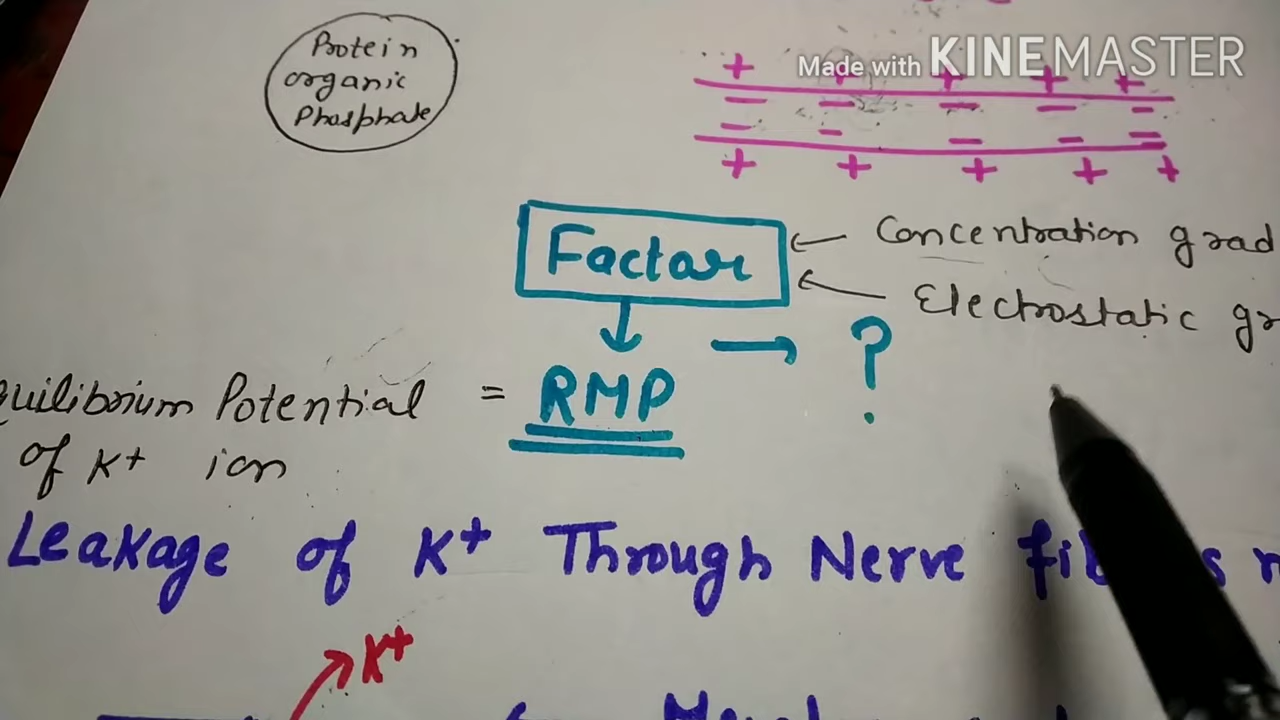 Protein
organic
Phosphate
Made with KINEMASTER
+ + + + +
− − − − −
− − − − −
+ + + + +
Factor
← Concentration grad
← Electrostatic gr
↓
→ ?
quilibrium Potential = RMP
of K+ ion
Leakage of K+ Through Nerve
K+